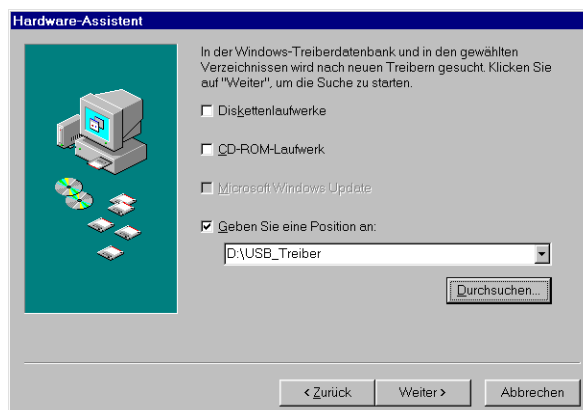 Hardware-Assistent
In der Windows-Treiberdatenbank und in den gewählten
Verzeichnissen wird nach neuen Treibern gesucht. Klicken Sie
auf "Weiter", um die Suche zu starten.
Diskettenlaufwerke
CD-ROM-Laufwerk
Microsoft Windows Update
Geben Sie eine Position an:
D:\USB_Treiber
Durchsuchen...
< Zurück Weiter > Abbrechen